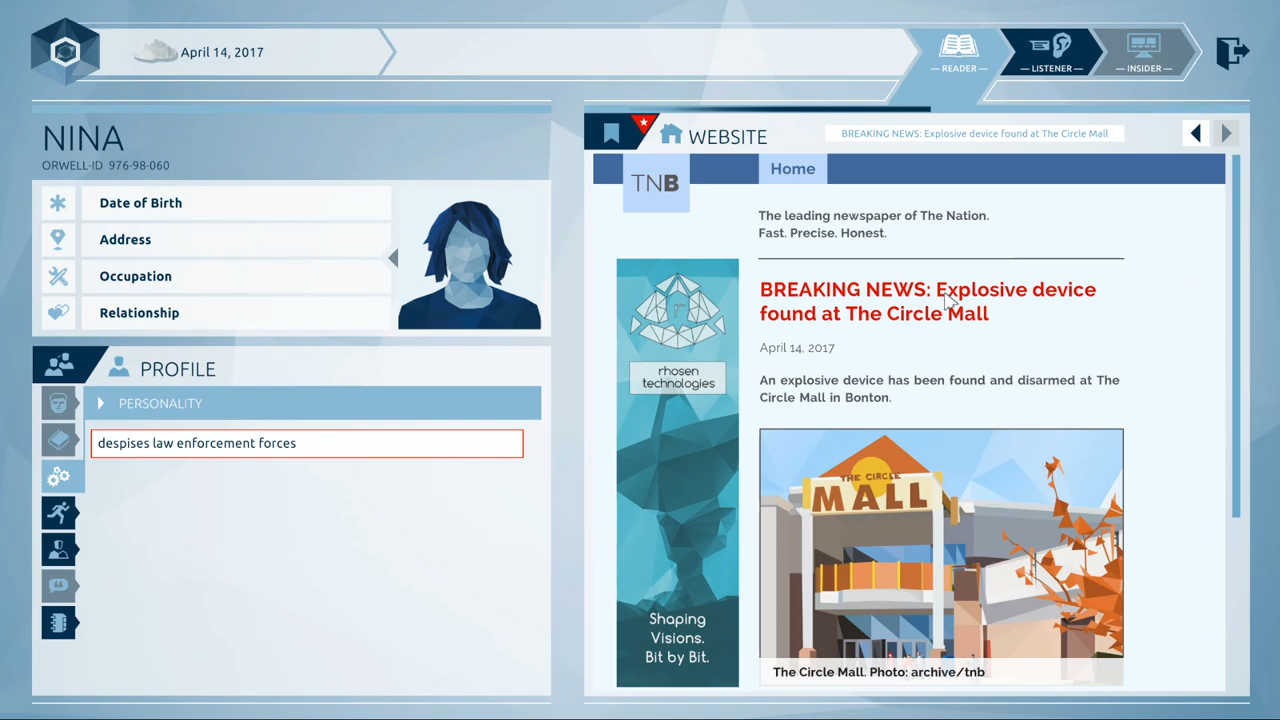 April 14, 2017
READER
LISTENER
INSIDER
NINA
ORWELL-ID 976-98-060
Date of Birth
Address
Occupation
Relationship
PROFILE
PERSONALITY
despises law enforcement forces
WEBSITE
BREAKING NEWS: Explosive device found at The Circle Mall
TNB
Home
The leading newspaper of The Nation.
Fast. Precise. Honest.
r
rhosen
technologies
Shaping
Visions.
Bit by Bit.
BREAKING NEWS: Explosive device
found at The Circle Mall
April 14, 2017
An explosive device has been found and disarmed at The
Circle Mall in Bonton.
THE CIRCLE
MALL
The Circle Mall. Photo: archive/tnb